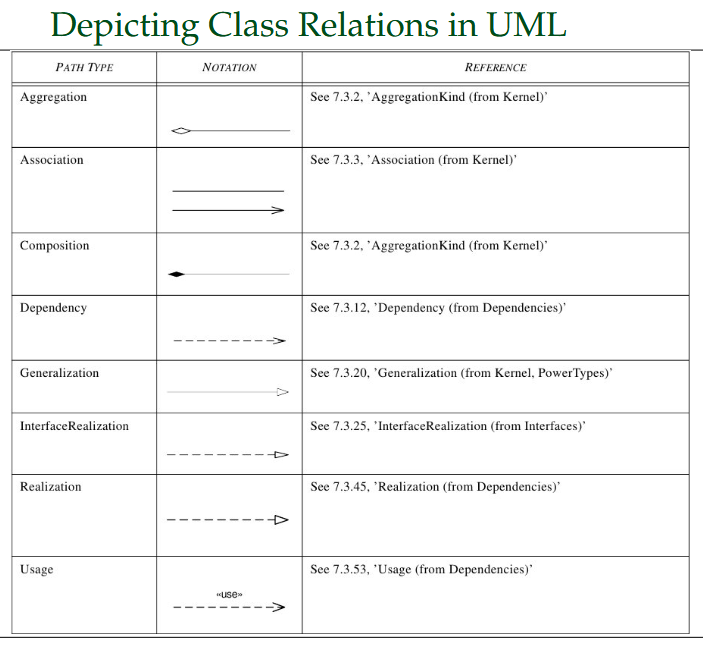 Depicting Class Relations in UML
PATH TYPE NOTATION REFERENCE
Aggregation See 7.3.2, ’AggregationKind (from Kernel)’
Association See 7.3.3, ’Association (from Kernel)’
Composition See 7.3.2, ’AggregationKind (from Kernel)’
Dependency See 7.3.12, ’Dependency (from Dependencies)’
Generalization See 7.3.20, ’Generalization (from Kernel, PowerTypes)’
InterfaceRealization See 7.3.25, ’InterfaceRealization (from Interfaces)’
Realization See 7.3.45, ’Realization (from Dependencies)’
Usage See 7.3.53, ’Usage (from Dependencies)’
«use»